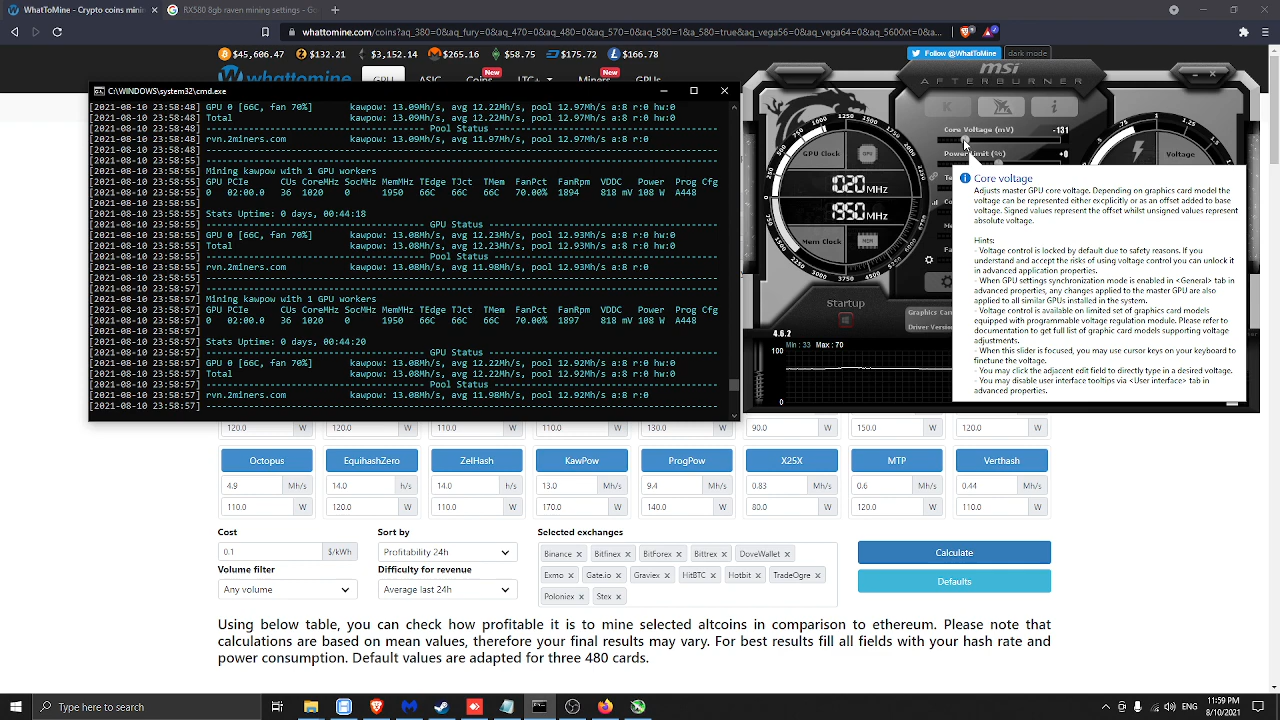 WhatToMine - Crypto coins mini ×
RX580 8gb raven mining settings - Go ×
+
whattomine.com/coins?aq_380=0&aq_fury=0&aq_470=0&aq_480=0&aq_570=0&aq_580=1&a_580=true&aq_vega56=0&aq_vega64=0&aq_5600xt=0&a...
$45,606.47 $132.21 $3,152.14 $265.16 $58.75 $175.72 $166.78
Follow @WhatToMine dark mode
whattomine
GPU ASIC New LTC Miners New
C:\WINDOWS\system32\cmd.exe
[2021-08-10 23:58:48] GPU 0 [66C, fan 70%] kawpow: 13.09Mh/s, avg 12.22Mh/s, pool 12.97Mh/s a:8 r:0 hw:0
[2021-08-10 23:58:48] Total kawpow: 13.09Mh/s, avg 12.22Mh/s, pool 12.97Mh/s a:8 r:0 hw:0
[2021-08-10 23:58:48] ---------------------------- Pool Status ----------------------------
[2021-08-10 23:58:48] rvn.2miners.com kawpow: 13.09Mh/s, avg 11.97Mh/s, pool 12.97Mh/s a:8 r:0
[2021-08-10 23:58:48]
[2021-08-10 23:58:55]
[2021-08-10 23:58:55] Mining kawpow with 1 GPU workers
[2021-08-10 23:58:55] GPU PCIe CUs CoreMHz SocMHz MemMHz TEdge TJct TMem FanPct FanRpm VDDC Power Prog Cfg
[2021-08-10 23:58:55] 0 02:00.0 36 1020 0 1950 66C 66C 66C 70.00% 1894 818 mV 108 W A448
[2021-08-10 23:58:55]
[2021-08-10 23:58:55] Stats Uptime: 0 days, 00:44:18
[2021-08-10 23:58:55] ---------------------------- GPU Status ----------------------------
[2021-08-10 23:58:55] GPU 0 [66C, fan 70%] kawpow: 13.09Mh/s, avg 12.23Mh/s, pool 12.93Mh/s a:8 r:0 hw:0
[2021-08-10 23:58:55] Total kawpow: 13.09Mh/s, avg 12.22Mh/s, pool 12.93Mh/s a:8 r:0 hw:0
[2021-08-10 23:58:55] ---------------------------- Pool Status ----------------------------
[2021-08-10 23:58:55] rvn.2miners.com kawpow: 13.09Mh/s, avg 11.98Mh/s, pool 12.93Mh/s a:8 r:0
[2021-08-10 23:58:55]
[2021-08-10 23:58:57]
[2021-08-10 23:58:57] Mining kawpow with 1 GPU workers
[2021-08-10 23:58:57] GPU PCIe CUs CoreMHz SocMHz MemMHz TEdge TJct TMem FanPct FanRpm VDDC Power Prog Cfg
[2021-08-10 23:58:57] 0 02:00.0 36 1020 0 1950 66C 66C 66C 70.00% 1897 818 mV 108 W A448
[2021-08-10 23:58:57]
[2021-08-10 23:58:57] Stats Uptime: 0 days, 00:44:20
[2021-08-10 23:58:57] ---------------------------- GPU Status ----------------------------
[2021-08-10 23:58:57] GPU 0 [66C, fan 70%] kawpow: 13.08Mh/s, avg 12.22Mh/s, pool 12.92Mh/s a:8 r:0 hw:0
[2021-08-10 23:58:57] Total kawpow: 13.08Mh/s, avg 12.22Mh/s, pool 12.92Mh/s a:8 r:0 hw:0
[2021-08-10 23:58:57] ---------------------------- Pool Status ----------------------------
[2021-08-10 23:58:57] rvn.2miners.com kawpow: 13.08Mh/s, avg 11.98Mh/s, pool 12.92Mh/s a:8 r:0
[2021-08-10 23:58:57]
msi
AFTERBURNER
K i
Core Voltage (mV) -131
Power Limit (%) +0
GPU Clock GPU
1020 MHz
1950 MHz
Mem Clock MEM
Voltage
Startup
Graphics Car
Driver Version
4.6.2
Min : 33 Max : 70
100
0
Core voltage
Adjusts master GPU core voltage. Depending on graphics card model the
voltage can be represented either explicitly or as an offset added to base
voltage. Signed values represent the offset whilst unsigned values represent
absolute voltage.
Hints:
- Voltage control is locked by default due to safety reasons. If you
understand and accept the risks of using voltage control you can unlock it
in advanced application properties.
- When GPU settings synchronization mode is enabled in <General> tab in
advanced properties, any changes applied to the master GPU are also
applied to all similar GPUs installed in the system.
- Voltage control is available on limited set of graphics card models
equipped with programmable voltage regulation module. Please refer to
documentation to get full list of graphics card models supporting voltage
adjustments.
- When this slider is focused, you may use cursor keys on your keyboard to
finetune the voltage.
- You may click the adjacent edit field to directly type in a desired voltage.
- You may disable user interface tooltips via <User interface> tab in
advanced properties.
120.0 W 120.0 W 110.0 W 110.0 W 130.0 W 90.0 W 150.0 W 120.0 W
Octopus EquihashZero ZelHash KawPow ProgPow X25X MTP Verthash
4.9 Mh/s 14.0 h/s 14.0 h/s 13.0 Mh/s 9.4 Mh/s 0.83 Mh/s 0.6 Mh/s 0.44 Mh/s
110.0 W 120.0 W 110.0 W 170.0 W 140.0 W 80.0 W 120.0 W 110.0 W
Cost Sort by Selected exchanges
0.1 $/kWh Profitability 24h
Binance × Bitfinex × BitForex × Bittrex × DoveWallet ×
Calculate
Volume filter Difficulty for revenue
Exmo × Gate.io × Graviex × HitBTC × Hotbit × TradeOgre ×
Defaults
Any volume Average last 24h
Poloniex × Stex ×
Using below table, you can check how profitable it is to mine selected altcoins in comparison to ethereum. Please note that
calculations are based on mean values, therefore your final results may vary. For best results fill all fields with your hash rate and
power consumption. Default values are adapted for three 480 cards.
Type here to search
ENG
11:59 PM
8/10/2021